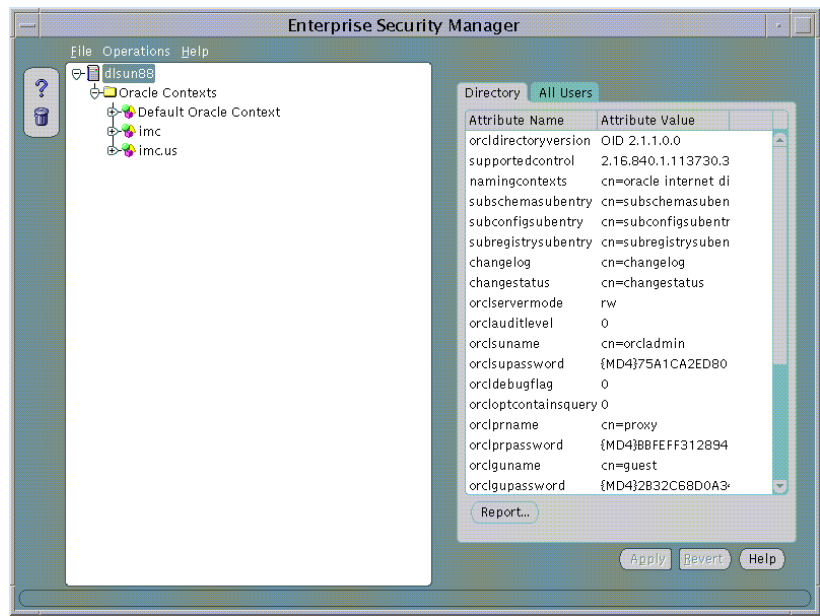 Enterprise Security Manager
File Operations Help
dlsun88
Oracle Contexts
Default Oracle Context
imc
imc.us
Directory All Users
Attribute Name Attribute Value
orcldirectoryversion OID 2.1.1.0.0
supportedcontrol 2.16.840.1.113730.3
namingcontexts cn=oracle internet di
subschemasubentry cn=subschemasuben
subconfigsubentry cn=subconfigsubentr
subregistrysubentry cn=subregistrysuben
changelog cn=changelog
changestatus cn=changestatus
orclservermode rw
orclauditlevel 0
orclsuname cn=orcladmin
orclsupassword {MD4}75A1CA2ED80
orcldebugflag 0
orcloptcontainsquery 0
orclprname cn=proxy
orclprpassword {MD4}BBFEFF312894
orclguname cn=guest
orclgupassword {MD4}2B32C68D0A3
Report...
Apply Revert Help